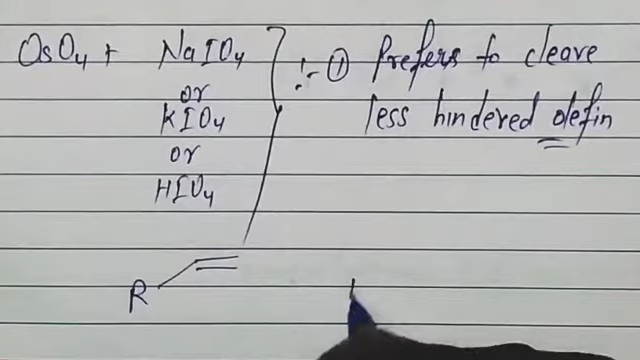 OsO4 + NaIO4 :- ① Prefers to cleave
or
KIO4 less hindered olefin
or
HIO4
R